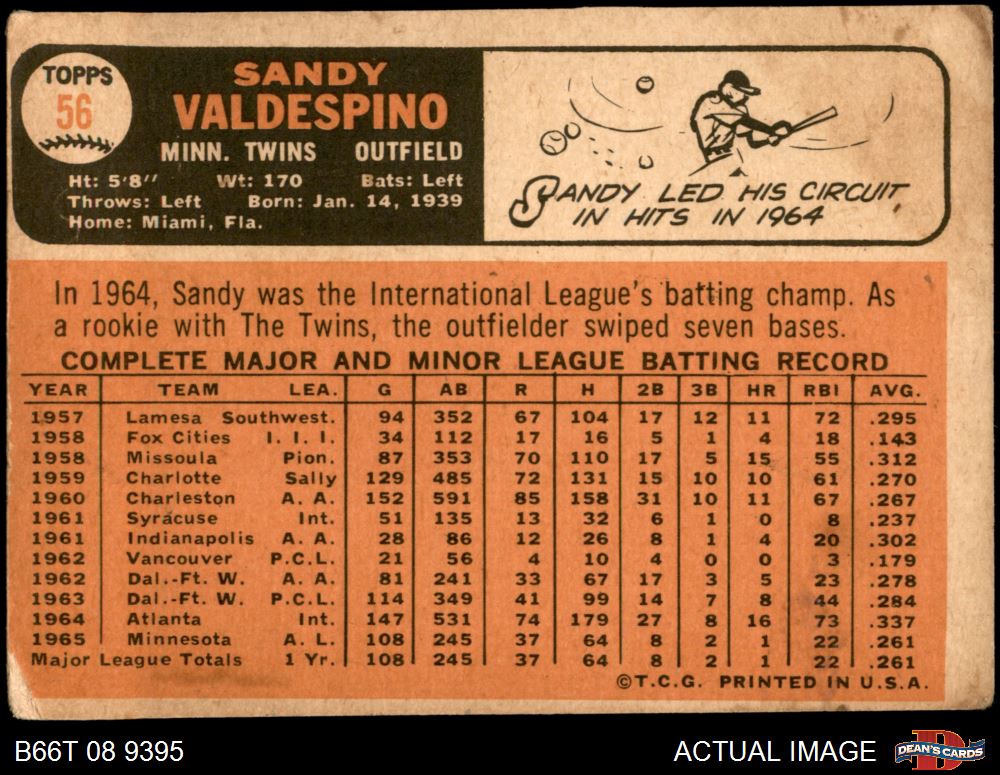 TOPPS
56
SANDY
VALDESPINO
MINN. TWINS OUTFIELD
Ht: 5'8'' Wt: 170 Bats: Left
Throws: Left Born: Jan. 14, 1939
Home: Miami, Fla.
SANDY LED HIS CIRCUIT
IN HITS IN 1964
In 1964, Sandy was the International League's batting champ. As
a rookie with The Twins, the outfielder swiped seven bases.
COMPLETE MAJOR AND MINOR LEAGUE BATTING RECORD
YEAR TEAM LEA. G AB R H 2B 3B HR RBI AVG.
1957 Lamesa Southwest. 94 352 67 104 17 12 11 72 .295
1958 Fox Cities I. I. I. 34 112 17 16 5 1 4 18 .143
1958 Missoula Pion. 87 353 70 110 17 5 15 55 .312
1959 Charlotte Sally 129 485 72 131 15 10 10 61 .270
1960 Charleston A. A. 152 591 85 158 31 10 11 67 .267
1961 Syracuse Int. 51 135 13 32 6 1 0 8 .237
1961 Indianapolis A. A. 28 86 12 26 8 1 4 20 .302
1962 Vancouver P.C.L. 21 56 4 10 4 0 0 3 .179
1962 Dal.-Ft. W. A. A. 81 241 33 67 17 3 5 23 .278
1963 Dal.-Ft. W. P.C.L. 114 349 41 99 14 7 8 44 .284
1964 Atlanta Int. 147 531 74 179 27 8 16 73 .337
1965 Minnesota A. L. 108 245 37 64 8 2 1 22 .261
Major League Totals 1 Yr. 108 245 37 64 8 2 1 22 .261
©T.C.G. PRINTED IN U.S.A.
B66T 08 9395 ACTUAL IMAGE DEAN'S CARDS